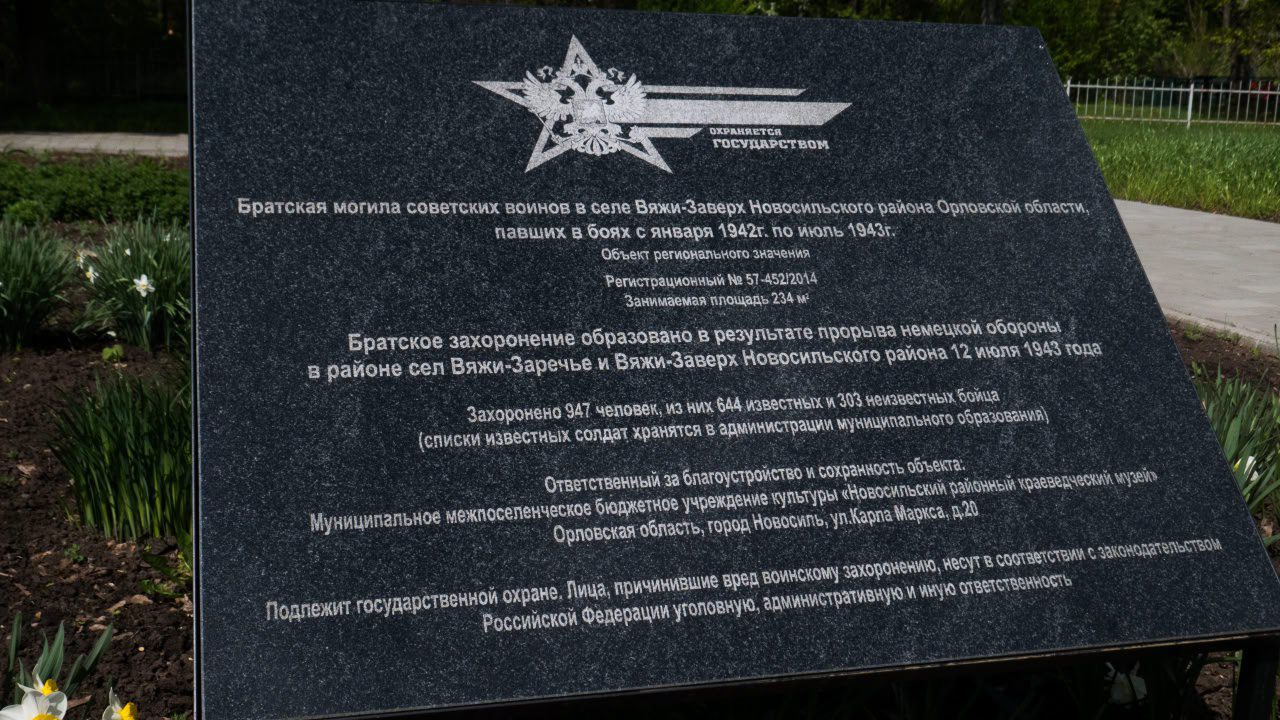 ОХРАНЯЕТСЯ
ГОСУДАРСТВОМ
Братская могила советских воинов в селе Вяжи-Заверх Новосильского района Орловской области,
павших в боях с января 1942г. по июль 1943г.
Объект регионального значения
Регистрационный № 57-452/2014
Занимаемая площадь 234 м²
Братское захоронение образовано в результате прорыва немецкой обороны
в районе сел Вяжи-Заречье и Вяжи-Заверх Новосильского района 12 июля 1943 года
Захоронено 947 человек, из них 644 известных и 303 неизвестных бойца
(списки известных солдат хранятся в администрации муниципального образования)
Ответственный за благоустройство и сохранность объекта:
Муниципальное межпоселенческое бюджетное учреждение культуры «Новосильский районный краеведческий музей»
Орловская область, город Новосиль, ул.Карла Маркса, д.20
Подлежит государственной охране. Лица, причинившие вред воинскому захоронению, несут в соответствии с законодательством
Российской Федерации уголовную, административную и иную ответственность